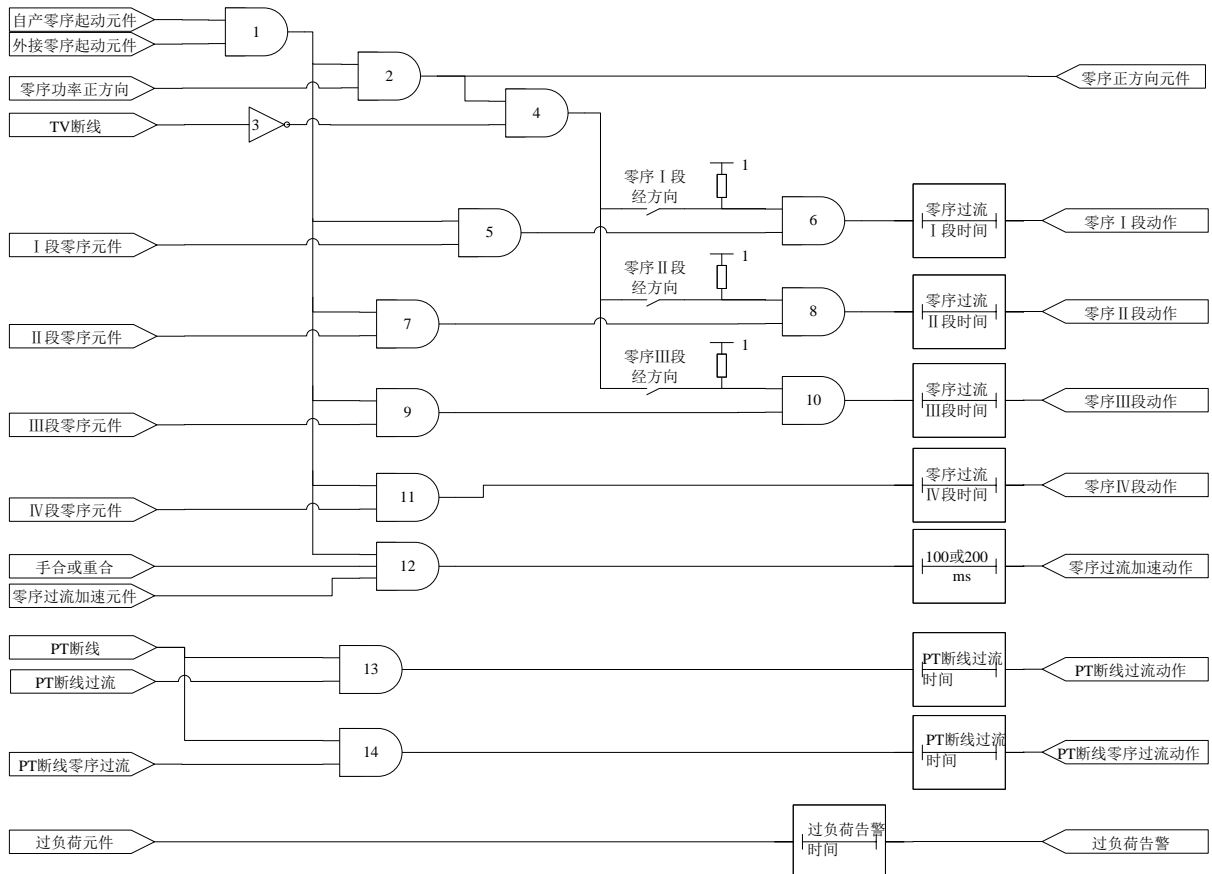 自产零序起动元件
1
外接零序起动元件
2
零序功率正方向
零序正方向元件
TV断线
3
4
零序Ⅰ段
经方向
1
6
零序过流
Ⅰ段时间
零序Ⅰ段动作
5
Ⅰ段零序元件
零序Ⅱ段
经方向
1
8
零序过流
Ⅱ段时间
零序Ⅱ段动作
7
Ⅱ段零序元件
零序Ⅲ段
经方向
1
10
零序过流
Ⅲ段时间
零序Ⅲ段动作
9
Ⅲ段零序元件
11
零序过流
Ⅳ段时间
零序Ⅳ段动作
Ⅳ段零序元件
手合或重合
12
100或200
ms
零序过流加速动作
零序过流加速元件
PT断线
13
PT断线过流
时间
PT断线过流动作
PT断线过流
14
PT断线过流
时间
PT断线零序过流动作
PT断线零序过流
过负荷元件
过负荷告警
时间
过负荷告警